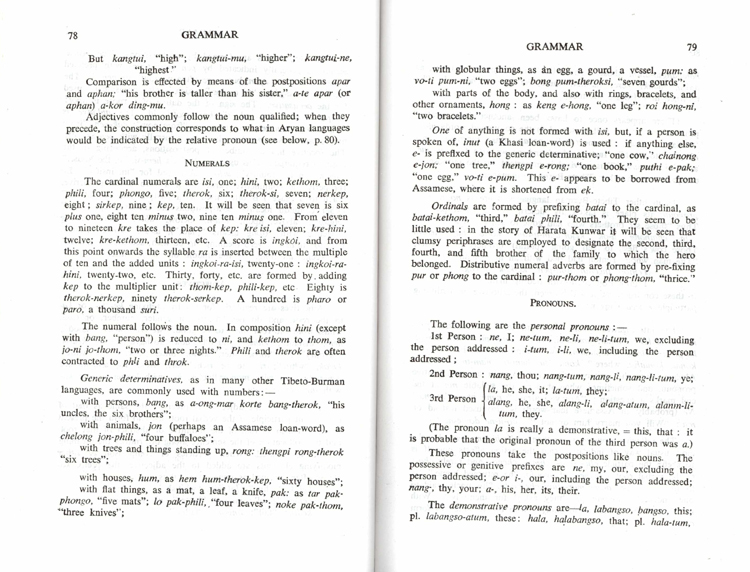 78
GRAMMAR
But kangtui, "high"; kangtui-mu, "higher"; kangtui-ne,
"highest"
Comparison is effected by means of the postpositions apar
and aphan; "his brother is taller than his sister," a-te apar (or
aphan) a-kor ding-mu.
Adjectives commonly follow the noun qualified; when they
precede, the construction corresponds to what in Aryan languages
would be indicated by the relative pronoun (see below, p. 80).
NUMERALS
The cardinal numerals are isi, one; hini, two; kethom, three;
phili, four; phongo, five; therok, six; therok-si, seven; nerkep,
eight; sirkep, nine; kep, ten. It will be seen that seven is six
plus one, eight ten minus two, nine ten minus one. From eleven
to nineteen kre takes the place of kep: kre isi, eleven; kre-hini,
twelve; kre-kethom, thirteen, etc. A score is ingkoi, and from
this point onwards the syllable ra is inserted between the multiple
of ten and the added units: ingkoi-ra-isi, twenty-one: ingkoi-ra-
hini, twenty-two, etc. Thirty, forty, etc. are formed by adding
kep to the multiplier unit: thom-kep, phili-kep, etc Eighty is
therok-nerkep, ninety therok-serkep. A hundred is pharo or
paro, a thousand suri.
The numeral follows the noun. In composition hini (except
with bang, "person") is reduced to ni, and kethom to thom, as
jo-ni jo-thom, "two or three nights." Phili and therok are often
contracted to phli and throk.
Generic determinatives, as in many other Tibeto-Burman
languages, are commonly used with numbers:—
with persons, bang, as a-ong-mar korte bang-therok, "his
uncles, the six brothers";
with animals, jon (perhaps an Assamese loan-word), as
chelong jon-phili, "four buffaloes";
with trees and things standing up, rong: thengpi rong-therok
"six trees";
with houses, hum, as hem hum-therok-kep, "sixty houses";
with flat things, as a mat, a leaf, a knife, pak: as tar pak-
phongo, "five mats"; lo pak-phili, "four leaves"; noke pak-thom,
"three knives";
GRAMMAR
79
with globular things, as an egg, a gourd, a vessel, pum: as
vo-ti pum-ni, "two eggs"; bong pum-theroksi, "seven gourds";
with parts of the body, and also with rings, bracelets, and
other ornaments, hong: as keng e-hong, "one leg"; roi hong-ni,
"two bracelets."
One of anything is not formed with isi, but, if a person is
spoken of, inut (a Khasi loan-word) is used: if anything else,
e- is prefixed to the generic determinative; "one cow," chainong
e-jon; "one tree," thengpi e-rong; "one book," puthi e-pak;
"one egg," vo-ti e-pum. This e- appears to be borrowed from
Assamese, where it is shortened from ek.
Ordinals are formed by prefixing batai to the cardinal, as
batai-kethom, "third," batai phili, "fourth." They seem to be
little used: in the story of Harata Kunwar it will be seen that
clumsy periphrases are employed to designate the second, third,
fourth, and fifth brother of the family to which the hero
belonged. Distributive numeral adverbs are formed by pre-fixing
pur or phong to the cardinal: pur-thom or phong-thom, "thrice."
PRONOUNS.
The following are the personal pronouns:—
1st Person: ne, I; ne-tum, ne-li, ne-li-tum, we, excluding
the person addressed: i-tum, i-li, we, including the person
addressed;
2nd Person: nang, thou; nang-tum, nang-li, nang-li-tum, ye;
3rd Person { la, he, she, it; la-tum, they;
alang, he, she, alang-li, alang-atum, alanm-li-
tum, they.
(The pronoun la is really a demonstrative, = this, that: it
is probable that the original pronoun of the third person was a.)
These pronouns take the postpositions like nouns. The
possessive or genitive prefixes are ne, my, our, excluding the
person addressed; e-or i-, our, including the person addressed;
nang-, thy, your; a-, his, her, its, their.
The demonstrative pronouns are—la, labangso, bangso, this;
pl. labangso-atum, these: hala, halabangso, that; pl. hala-tum,